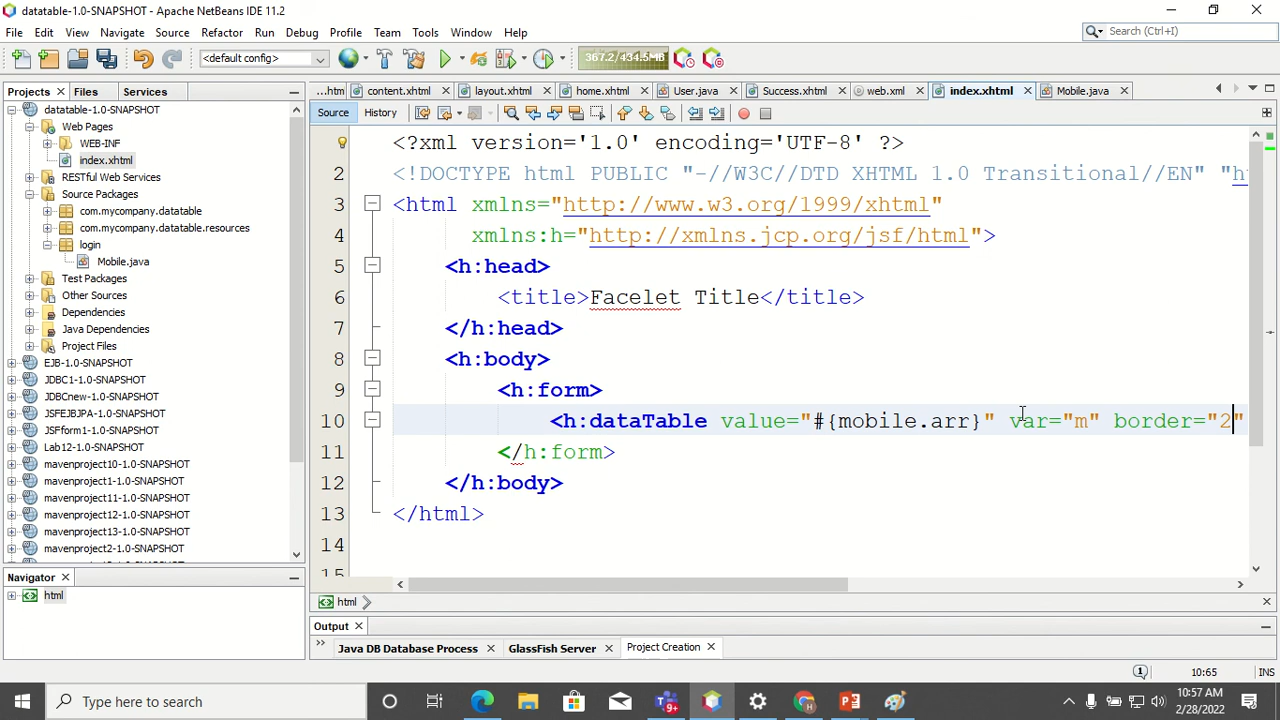 datatable-1.0-SNAPSHOT - Apache NetBeans IDE 11.2
File Edit View Navigate Source Refactor Run Debug Profile Team Tools Window Help
Search (Ctrl+I)
<default config>
367.2/434.5MB
Projects Files Services
...htm content.xhtml layout.xhtml home.xhtml User.java Success.xhtml web.xml index.xhtml Mobile.java
Source History
datatable-1.0-SNAPSHOT
Web Pages
WEB-INF
index.xhtml
RESTful Web Services
Source Packages
com.mycompany.datatable
com.mycompany.datatable.resources
login
Mobile.java
Test Packages
Other Sources
Dependencies
Java Dependencies
Project Files
EJB-1.0-SNAPSHOT
JDBC1-1.0-SNAPSHOT
JDBCnew-1.0-SNAPSHOT
JSFEJBJPA-1.0-SNAPSHOT
JSFform1-1.0-SNAPSHOT
Lab12-1.0-SNAPSHOT
mavenproject10-1.0-SNAPSHOT
mavenproject1-1.0-SNAPSHOT
mavenproject11-1.0-SNAPSHOT
mavenproject12-1.0-SNAPSHOT
mavenproject13-1.0-SNAPSHOT
mavenproject2-1.0-SNAPSHOT
<?xml version='1.0' encoding='UTF-8' ?>
2 <!DOCTYPE html PUBLIC "-//W3C//DTD XHTML 1.0 Transitional//EN"
3 <html xmlns="http://www.w3.org/1999/xhtml"
4 xmlns:h="http://xmlns.jcp.org/jsf/html">
5 <h:head>
6 <title>Facelet Title</title>
7 </h:head>
8 <h:body>
9 <h:form>
10 <h:dataTable value="#{mobile.arr}" var="m" border="2"
11 </h:form>
12 </h:body>
13 </html>
14
15
Navigator
html
html
Output
Java DB Database Process GlassFish Server Project Creation
1 10:65 INS
Type here to search
9+
10:57 AM
2/28/2022